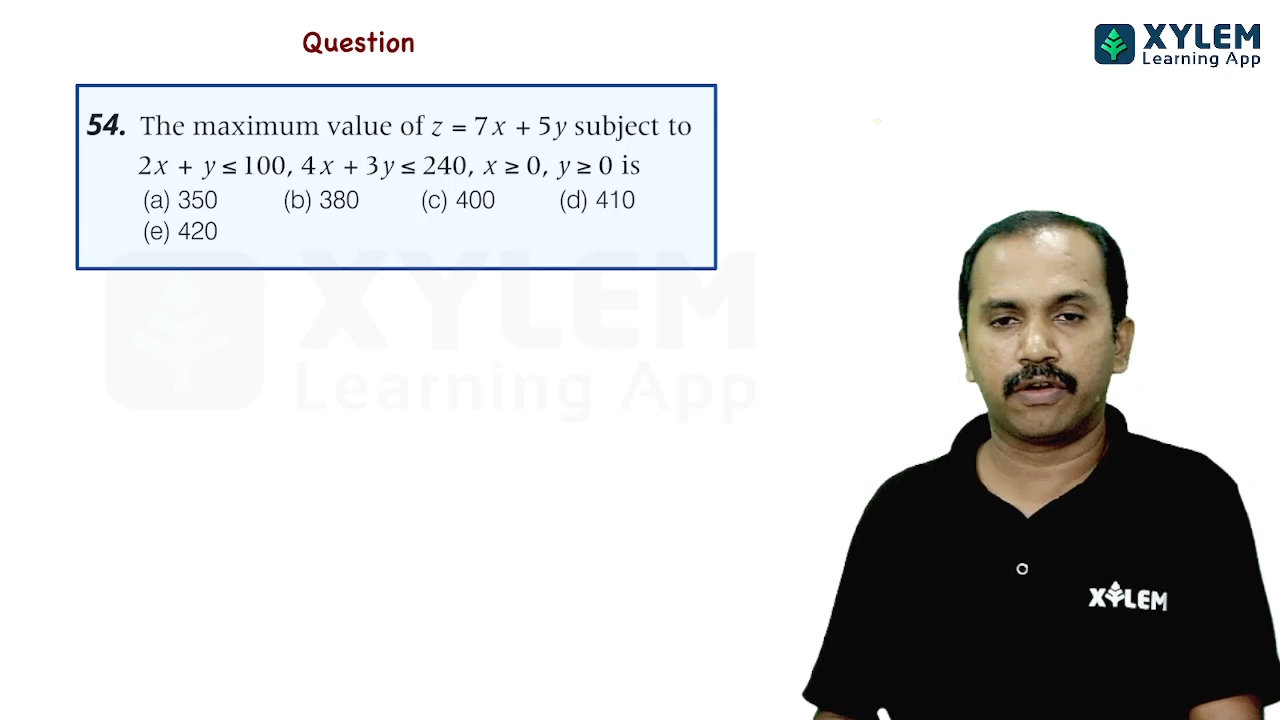 Question
XYLEM
Learning App
54. The maximum value of z = 7x + 5y subject to
2x + y ≤ 100, 4x + 3y ≤ 240, x ≥ 0, y ≥ 0 is
(a) 350 (b) 380 (c) 400 (d) 410
(e) 420
XYLEM
Learning App
XYLEM